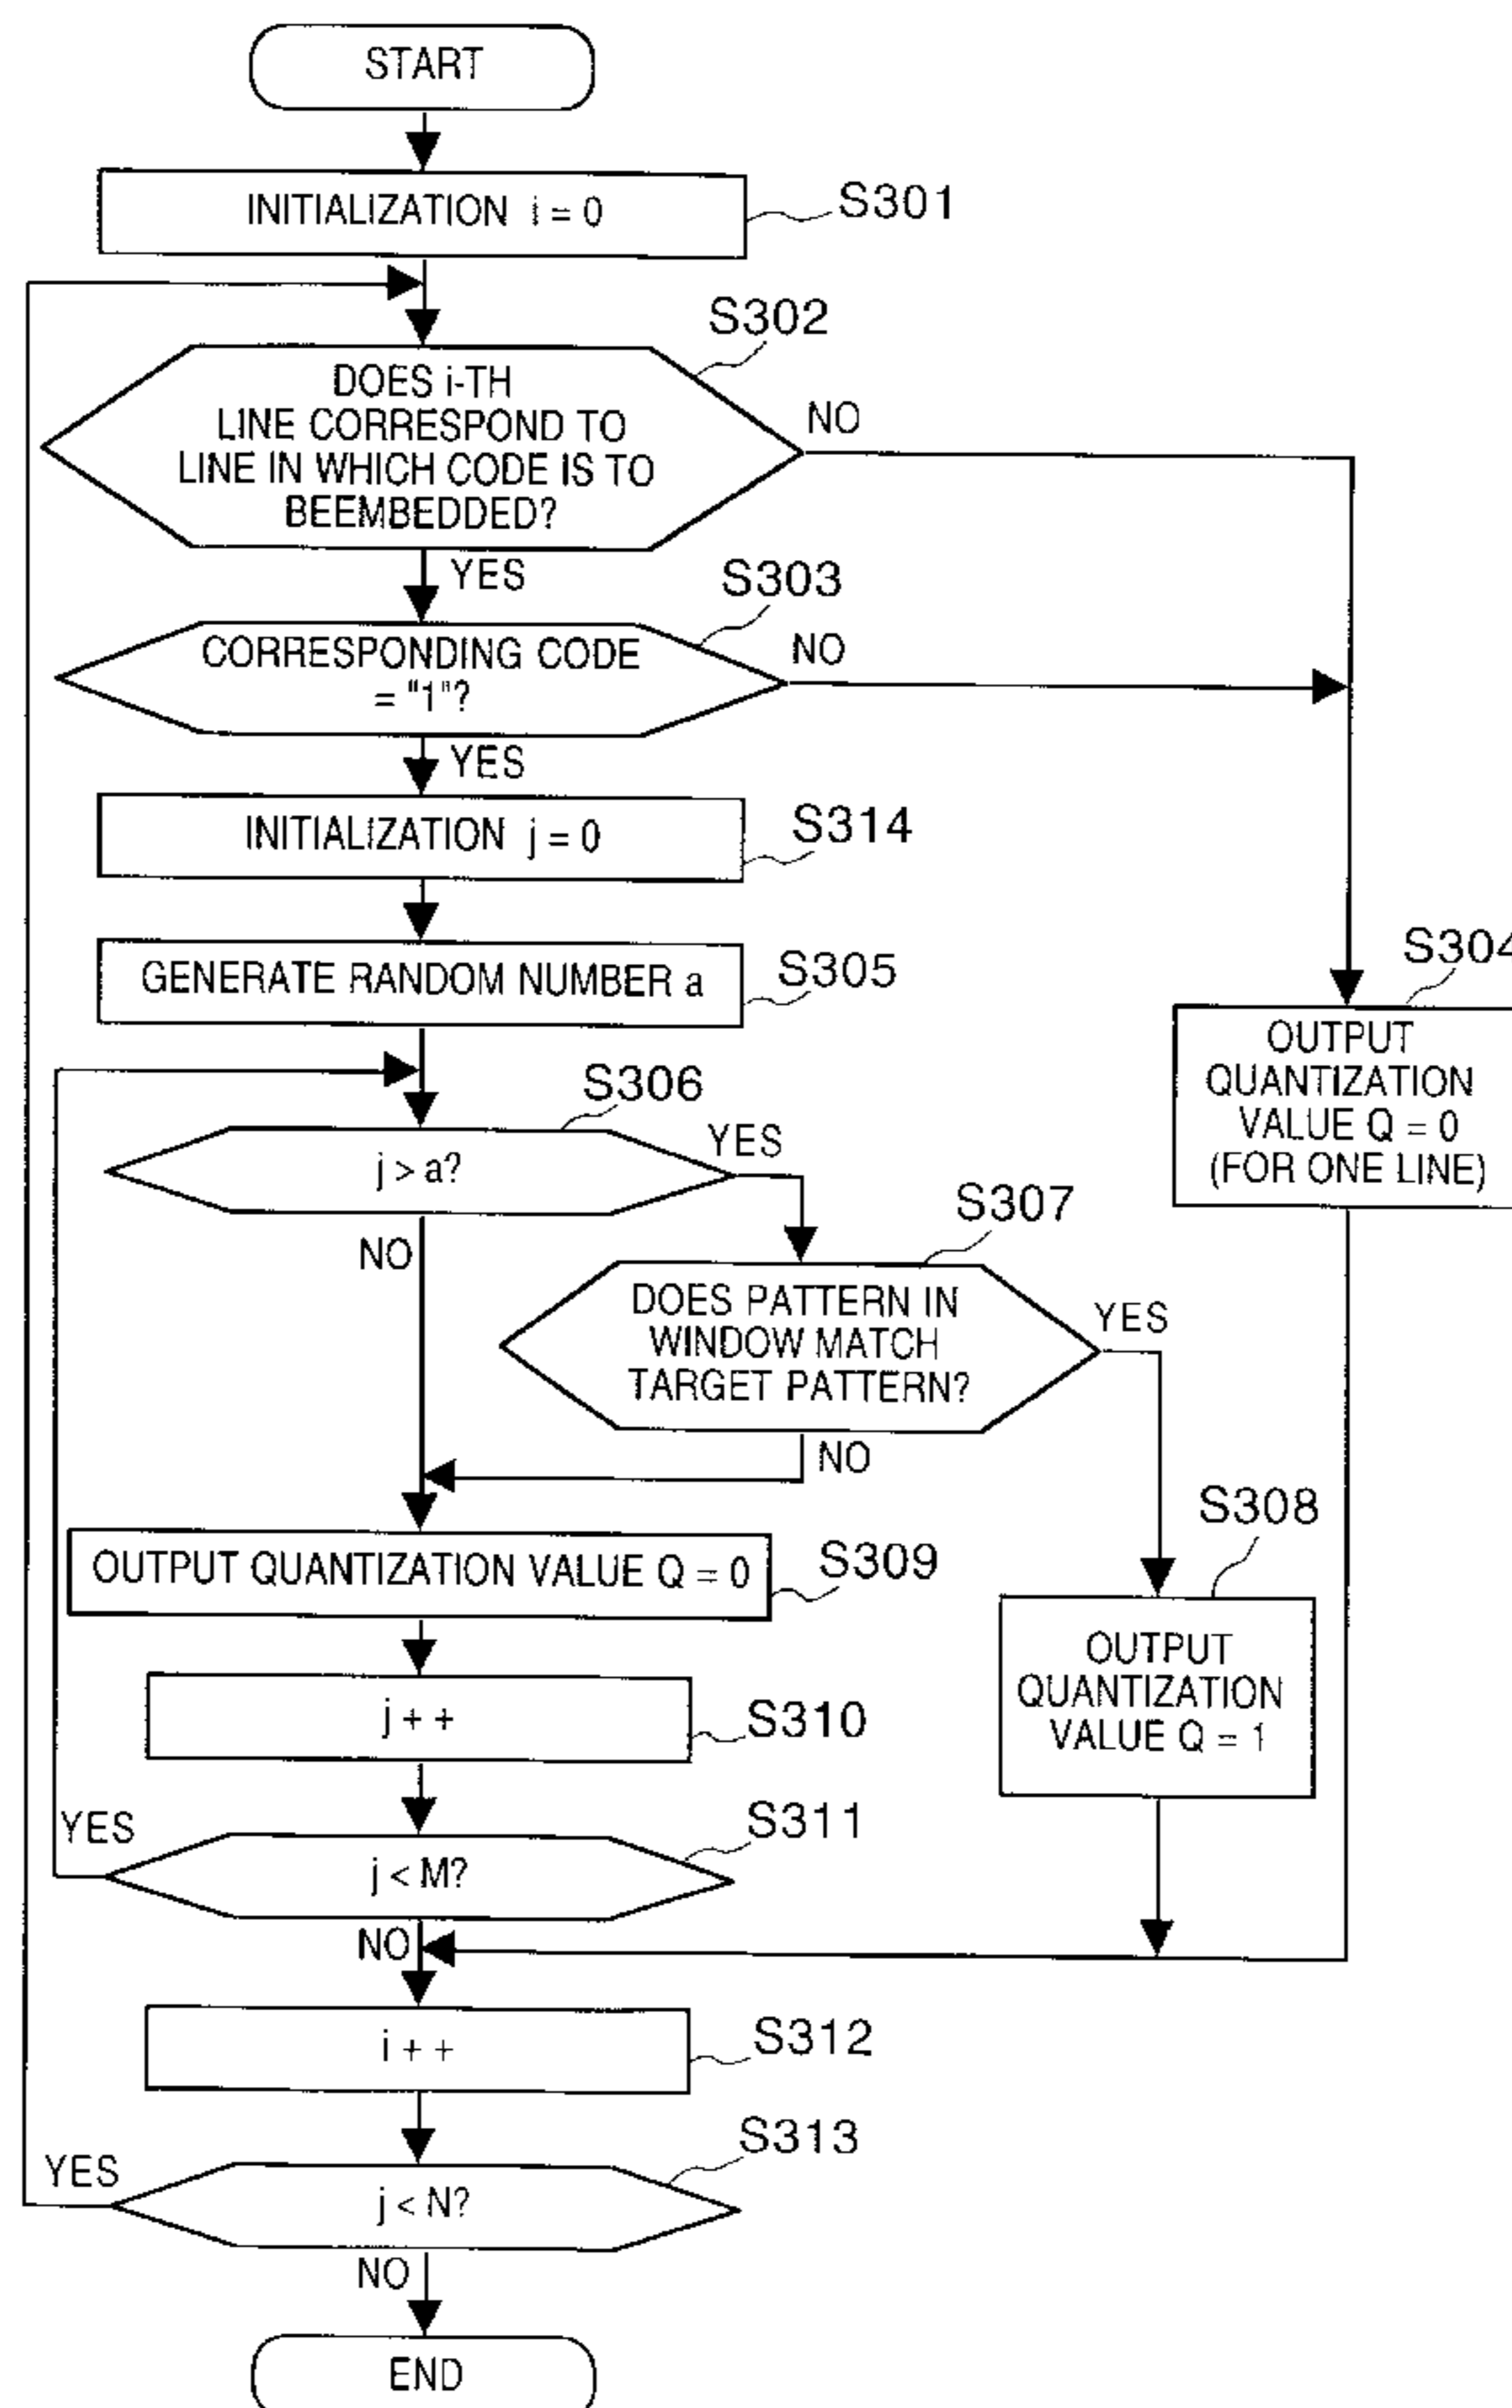 START
INITIALIZATION i = 0
S301
S302
DOES i-TH
LINE CORRESPOND TO
LINE IN WHICH CODE IS TO
BEEMBEDDED?
NO
YES
S303
CORRESPONDING CODE
= "1"?
NO
YES
INITIALIZATION j = 0
S314
GENERATE RANDOM NUMBER a
S305
S304
OUTPUT
QUANTIZATION
VALUE Q = 0
(FOR ONE LINE)
S306
j > a?
YES
NO
S307
DOES PATTERN IN
WINDOW MATCH
TARGET PATTERN?
YES
NO
S308
OUTPUT
QUANTIZATION
VALUE Q = 1
OUTPUT QUANTIZATION VALUE Q = 0
S309
j + +
S310
S311
YES
j < M?
NO
i + +
S312
S313
YES
j < N?
NO
END